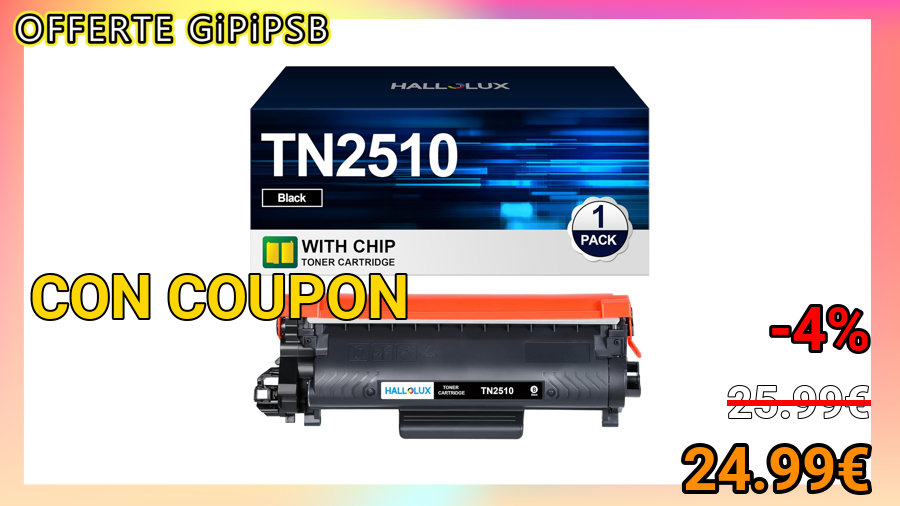 OFFERTE GiPiPSB
HALLOLUX
TN2510
Black
1
PACK
WITH CHIP
TONER CARTRIDGE
CON COUPON
-4%
25.99€
24.99€
HALLOLUX
TONER
CARTRIDGE
TN2510